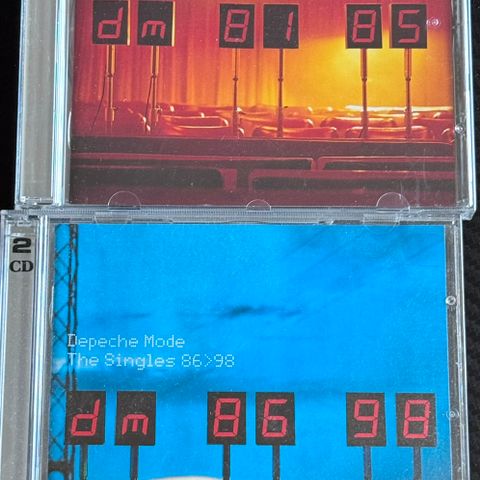 dm 81 85
2
CD
Depeche Mode
The Singles 86>98
dm 86 98